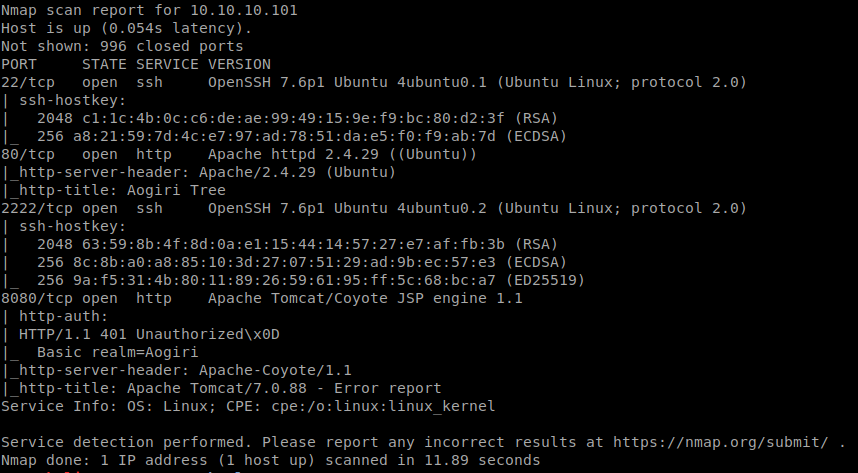 Nmap scan report for 10.10.10.101
Host is up (0.054s latency).
Not shown: 996 closed ports
PORT     STATE SERVICE VERSION
22/tcp   open  ssh     OpenSSH 7.6p1 Ubuntu 4ubuntu0.1 (Ubuntu Linux; protocol 2.0)
| ssh-hostkey:
|   2048 c1:1c:4b:0c:c6:de:ae:99:49:15:9e:f9:bc:80:d2:3f (RSA)
|_  256 a8:21:59:7d:4c:e7:97:ad:78:51:da:e5:f0:f9:ab:7d (ECDSA)
80/tcp   open  http    Apache httpd 2.4.29 ((Ubuntu))
|_http-server-header: Apache/2.4.29 (Ubuntu)
|_http-title: Aogiri Tree
2222/tcp open  ssh     OpenSSH 7.6p1 Ubuntu 4ubuntu0.2 (Ubuntu Linux; protocol 2.0)
| ssh-hostkey:
|   2048 63:59:8b:4f:8d:0a:e1:15:44:14:57:27:e7:af:fb:3b (RSA)
|   256 8c:8b:a0:a8:85:10:3d:27:07:51:29:ad:9b:ec:57:e3 (ECDSA)
|_  256 9a:f5:31:4b:80:11:89:26:59:61:95:ff:5c:68:bc:a7 (ED25519)
8080/tcp open  http    Apache Tomcat/Coyote JSP engine 1.1
| http-auth:
| HTTP/1.1 401 Unauthorized\x0D
|_  Basic realm=Aogiri
|_http-server-header: Apache-Coyote/1.1
|_http-title: Apache Tomcat/7.0.88 - Error report
Service Info: OS: Linux; CPE: cpe:/o:linux:linux_kernel

Service detection performed. Please report any incorrect results at https://nmap.org/submit/ .
Nmap done: 1 IP address (1 host up) scanned in 11.89 seconds